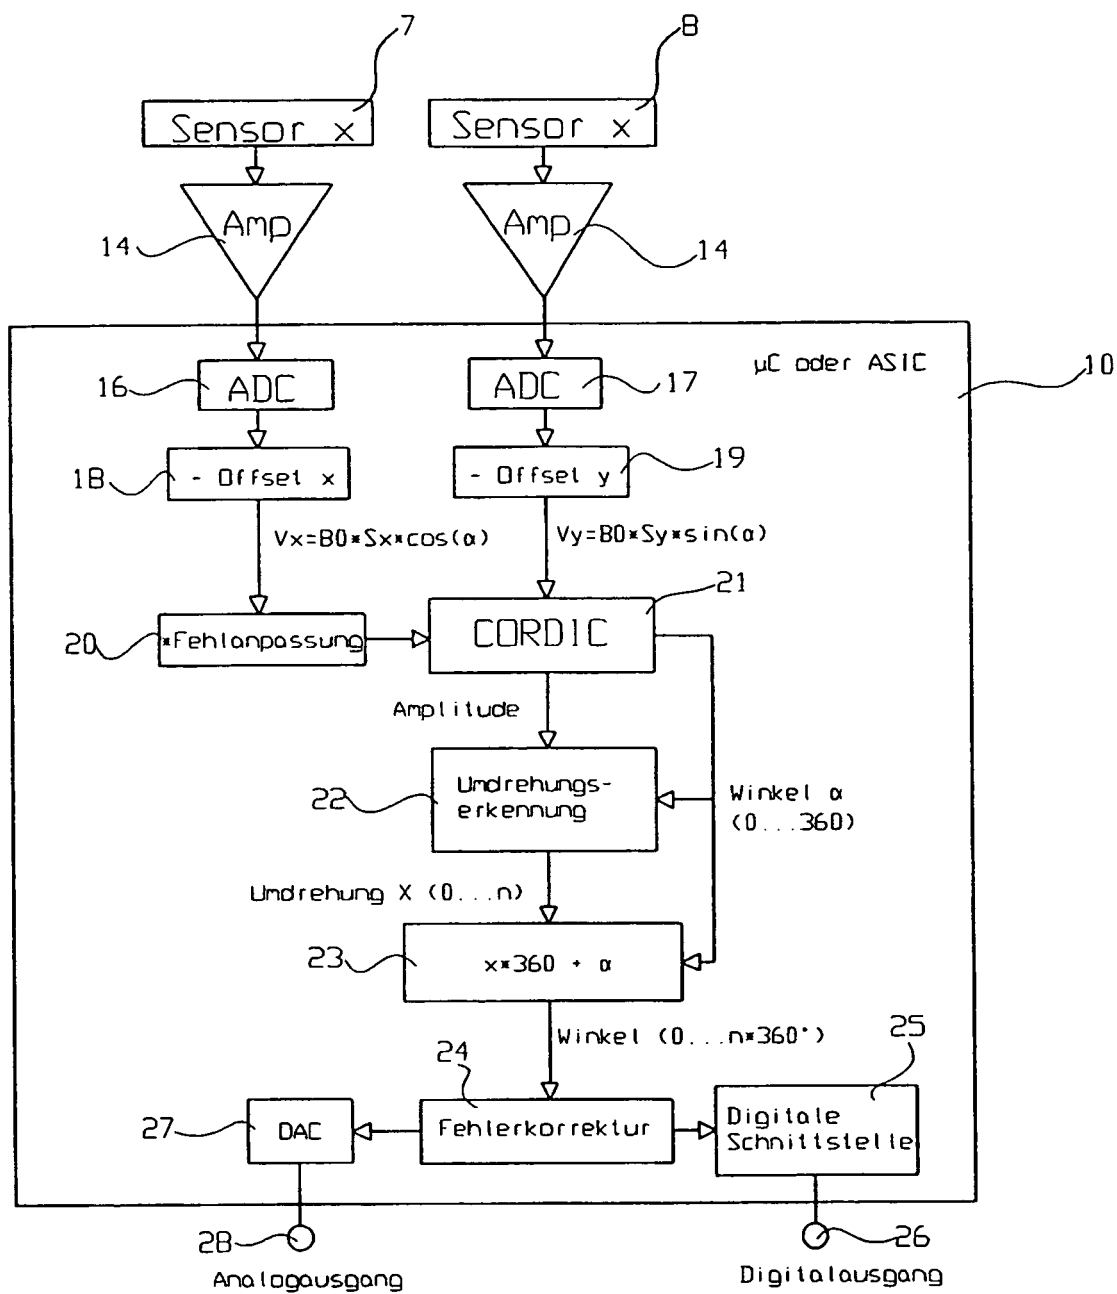 7
8
Sensor x
Sensor x
Amp
Amp
14
14
µC oder ASIC
10
16
ADC
ADC
17
18
- Offset x
- Offset y
19
Vx=B0*Sx*cos(α)
Vy=B0*Sy*sin(α)
21
20
*Fehlanpassung
CORDIC
Amplitude
22
Umdrehungs-
erkennung
Winkel α
(0...360)
Umdrehung X (0...n)
23
x*360 + α
Winkel (0...n*360°)
24
25
27
DAC
Fehlerkorrektur
Digitale
Schnittstelle
28
26
Analogausgang
Digitalausgang